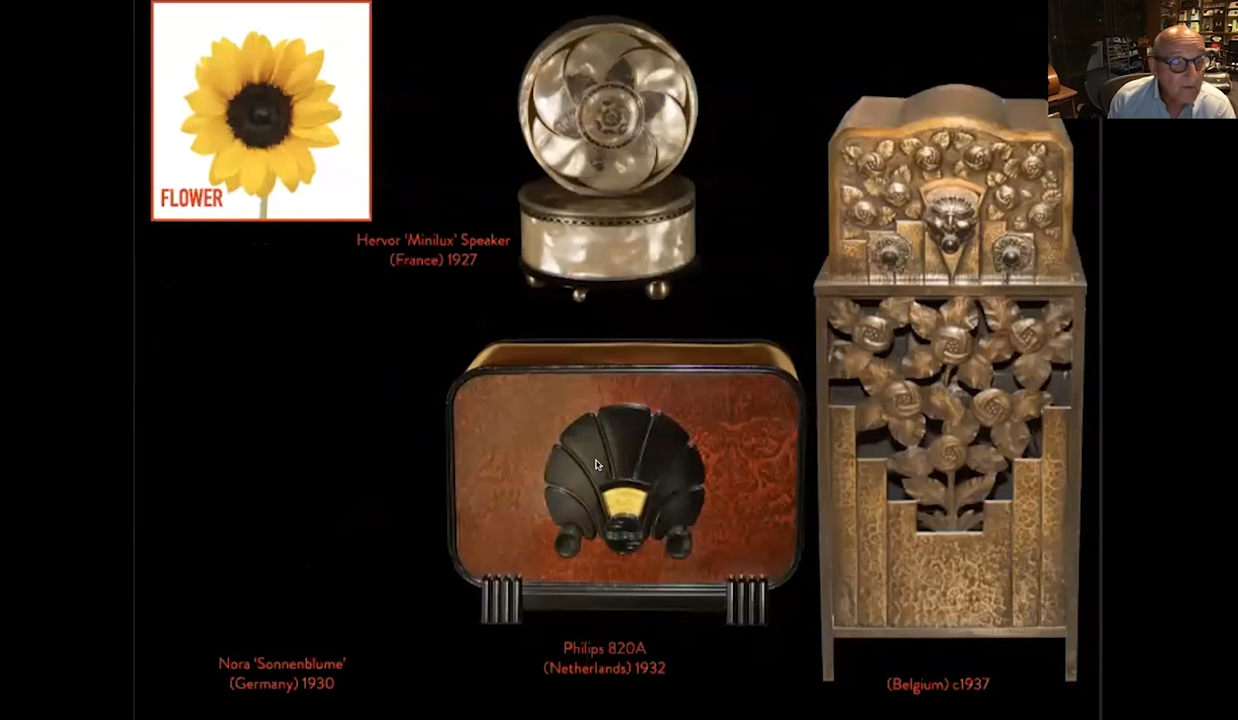 FLOWER
Hervor 'Minilux' Speaker
(France) 1927
Nora 'Sonnenblume'
(Germany) 1930
Philips 820A
(Netherlands) 1932
(Belgium) c1937